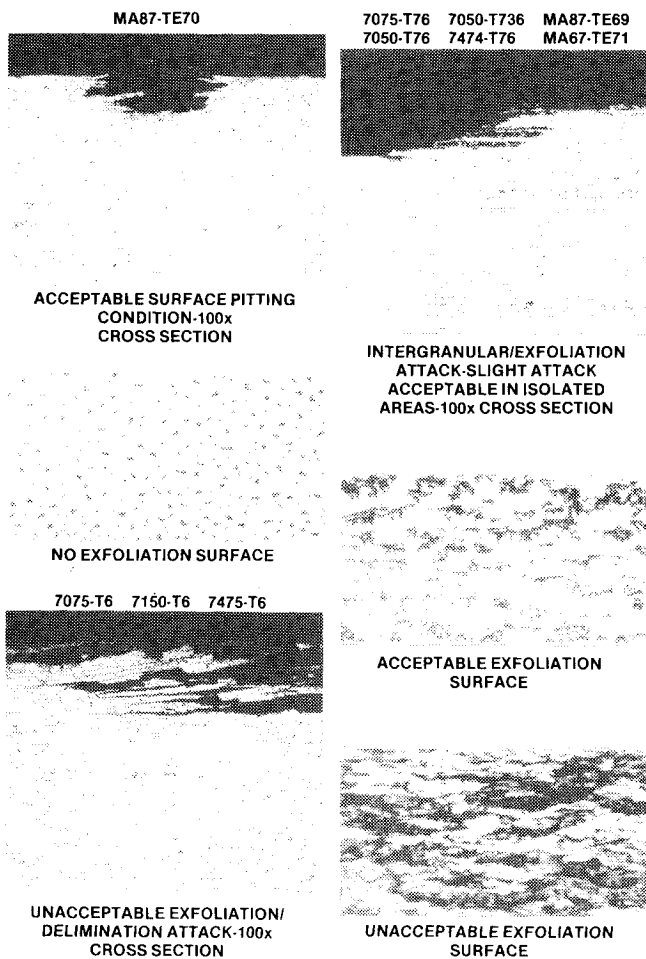 MA87-TE70
ACCEPTABLE SURFACE PITTING
CONDITION-100x
CROSS SECTION
NO EXFOLIATION SURFACE
7075-T6 7150-T6 7475-T6
UNACCEPTABLE EXFOLIATION/
DELIMINATION ATTACK-100x
CROSS SECTION
7075-T76 7050-T736 MA87-TE69
7050-T76 7474-T76 MA67-TE71
INTERGRANULAR/EXFOLIATION
ATTACK-SLIGHT ATTACK
ACCEPTABLE IN ISOLATED
AREAS-100x CROSS SECTION
ACCEPTABLE EXFOLIATION
SURFACE
UNACCEPTABLE EXFOLIATION
SURFACE